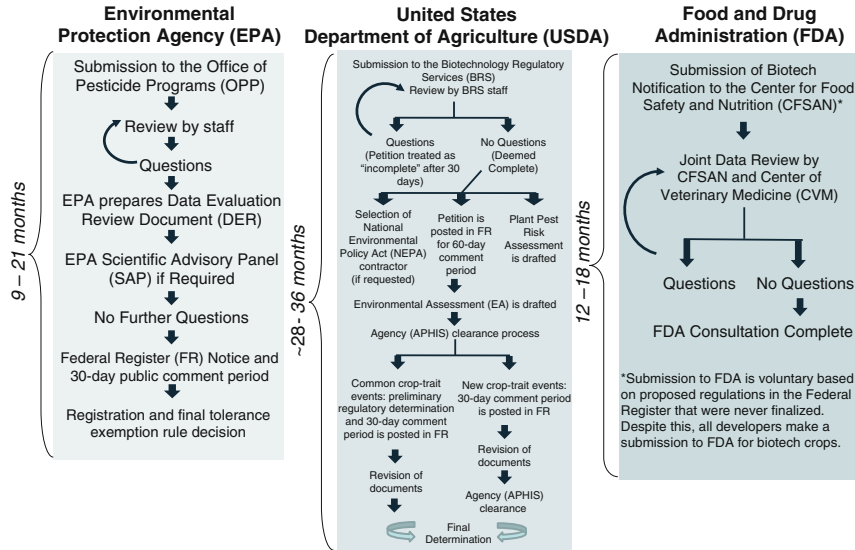 Environmental
Protection Agency (EPA)
9 – 21 months
Submission to the Office of
Pesticide Programs (OPP)
Review by staff
Questions
EPA prepares Data Evaluation
Review Document (DER)
EPA Scientific Advisory Panel
(SAP) if Required
No Further Questions
Federal Register (FR) Notice and
30-day public comment period
Registration and final tolerance
exemption rule decision
United States
Department of Agriculture (USDA)
~28- 36 months
Submission to the Biotechnology Regulatory
Services (BRS)
Review by BRS staff
Questions
(Petition treated as
“incomplete” after 30
days)
No Questions
(Deemed
Complete)
Selection of
National
Environmental
Policy Act (NEPA)
contractor
(if requested)
Petition is
posted in FR
for 60-day
comment
period
Plant Pest
Risk
Assessment
is drafted
Environmental Assessment (EA) is drafted
Agency (APHIS) clearance process
Common crop-trait
events: preliminary
regulatory determination
and 30-day comment
period is posted in FR
Revision of
documents
New crop-trait events:
30-day comment period
is posted in FR
Revision of
documents
Agency (APHIS)
clearance
Final
Determination
Food and Drug
Administration (FDA)
12 – 18 months
Submission of Biotech
Notification to the Center for Food
Safety and Nutrition (CFSAN)*
Joint Data Review by
CFSAN and Center of
Veterinary Medicine (CVM)
Questions
No Questions
FDA Consultation Complete
*Submission to FDA is voluntary based
on proposed regulations in the Federal
Register that were never finalized.
Despite this, all developers make a
submission to FDA for biotech crops.